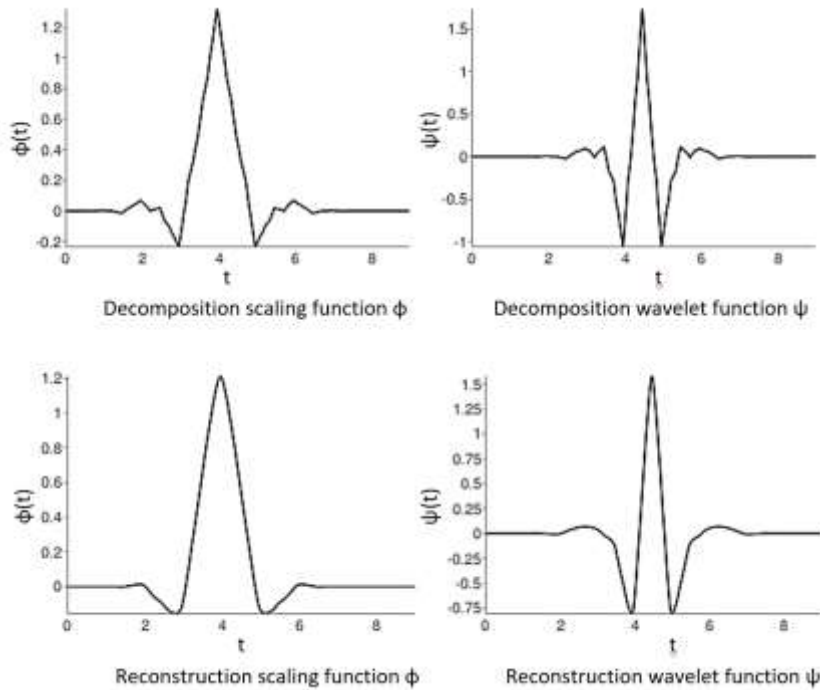 1.2
1
0.8
0.6
0.4
0.2
0
-0.2
φ(t)
0 2 4 6 8
t
Decomposition scaling function φ
1.5
1
0.5
0
-0.5
-1
ψ(t)
0 2 4 6 8
t
Decomposition wavelet function ψ
1.2
1
0.8
0.6
0.4
0.2
0
φ(t)
0 2 4 6 8
t
Reconstruction scaling function φ
1.5
1.25
1
0.75
0.5
0.25
0
-0.25
-0.5
-0.75
ψ(t)
0 2 4 6 8
t
Reconstruction wavelet function ψ